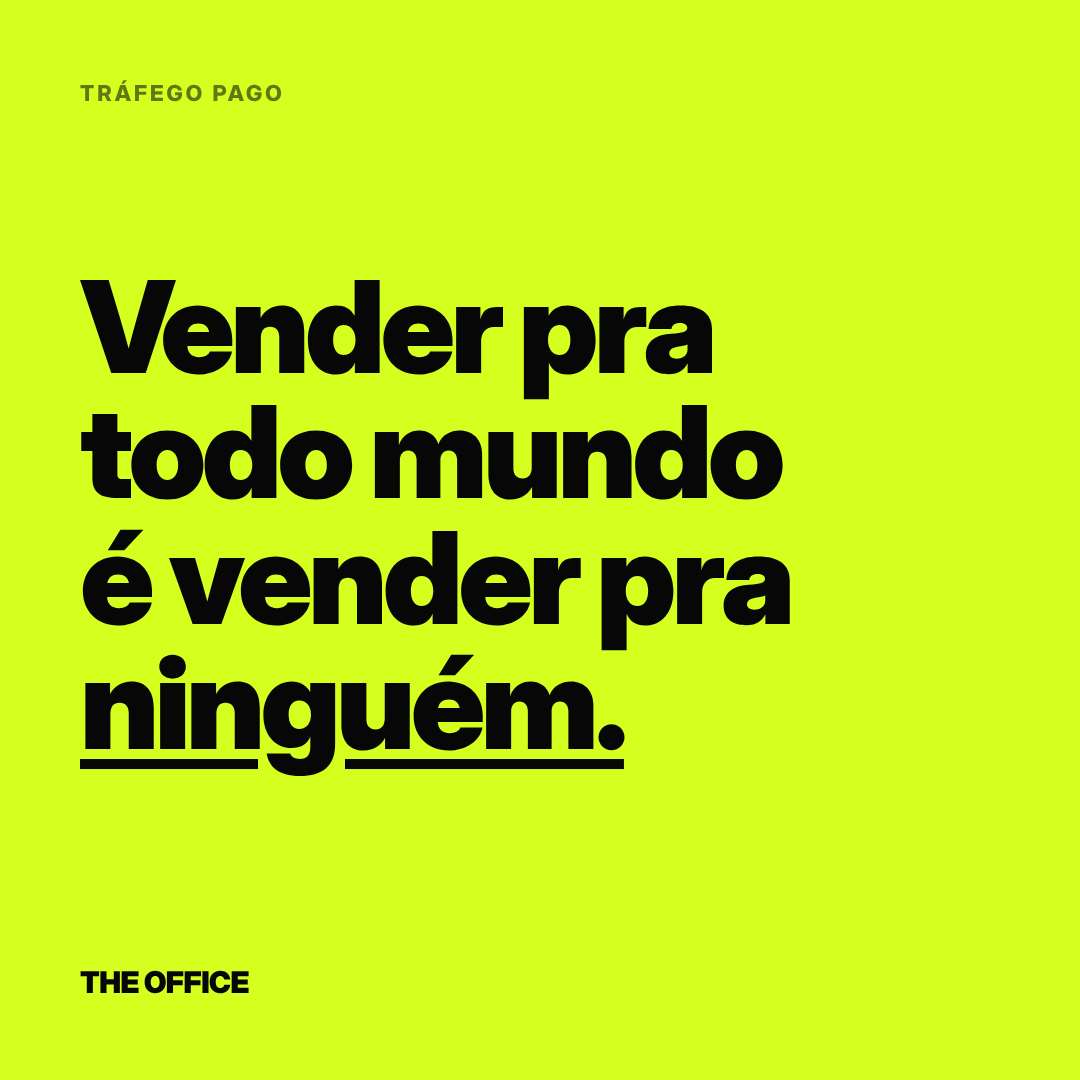 TRÁFEGO PAGO
Vender pra
todo mundo
é vender pra
ninguém.
THE OFFICE